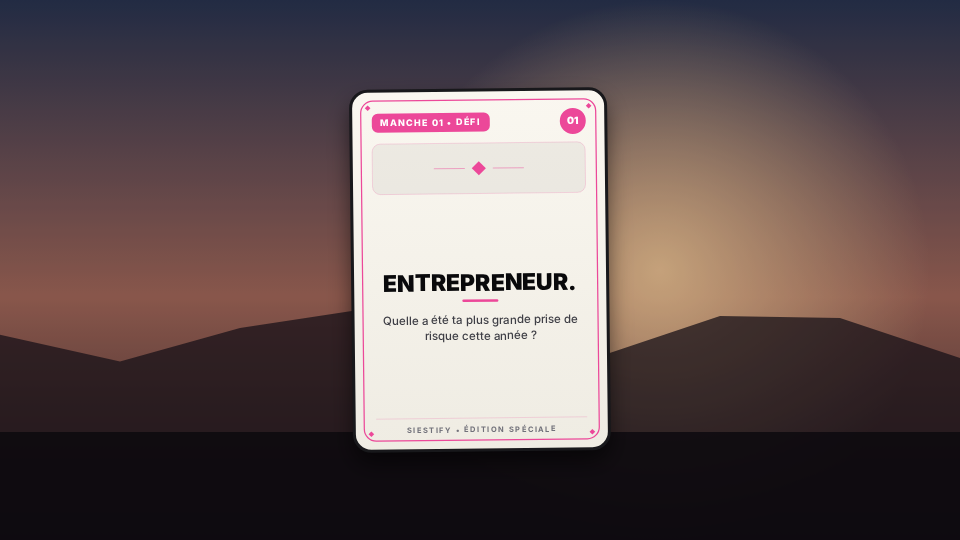 MANCHE 01 • DÉFI
01
ENTREPRENEUR.
Quelle a été ta plus grande prise de
risque cette année ?
SIESTIFY • ÉDITION SPÉCIALE